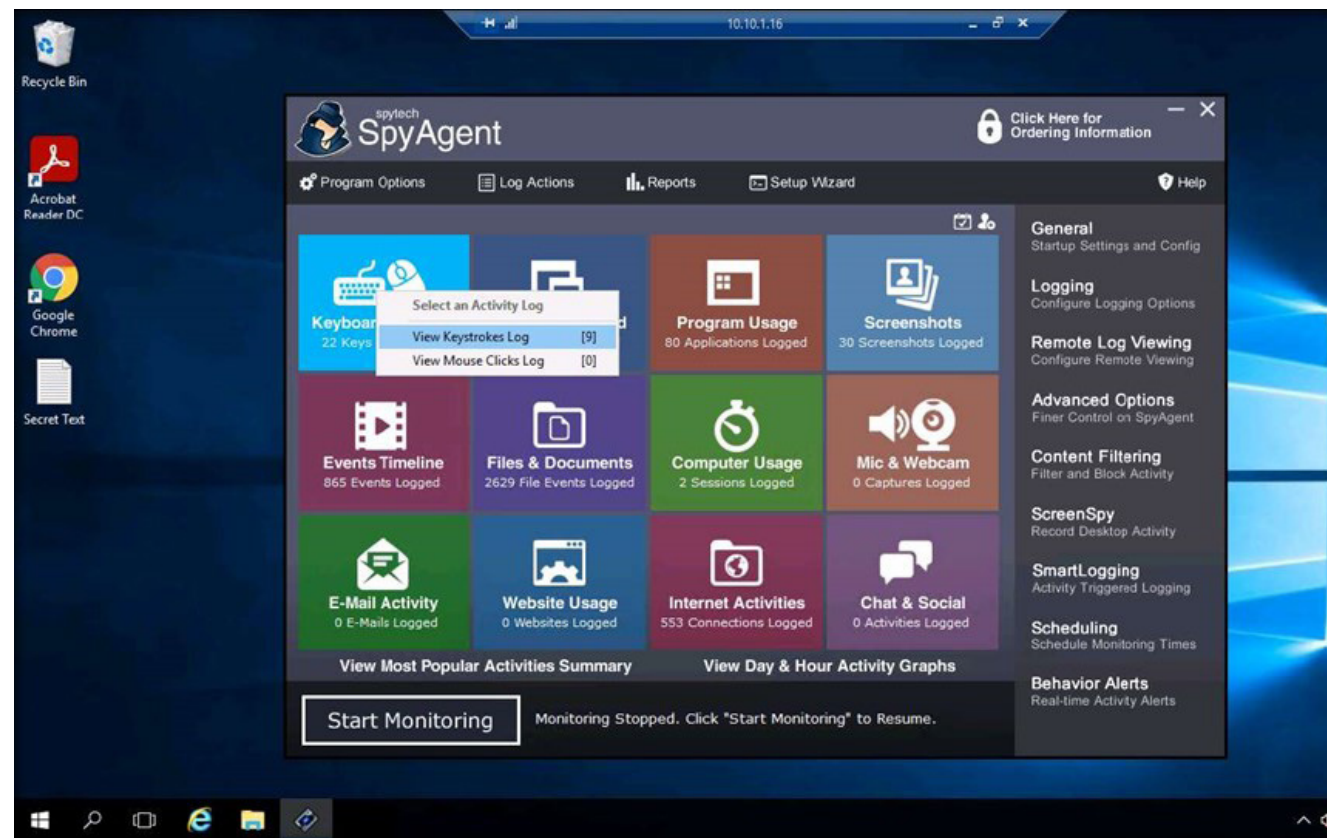 10.10.1.16
Recycle Bin
Acrobat
Reader DC
Google
Chrome
Secret Text
spytech
SpyAgent
Click Here for
Ordering Information
Program Options
Log Actions
Reports
Setup Wizard
Help
Keyboar
22 Keys
d
Select an Activity Log
View Keystrokes Log [9]
View Mouse Clicks Log [0]
Program Usage
80 Applications Logged
Screenshots
30 Screenshots Logged
Events Timeline
865 Events Logged
Files & Documents
2629 File Events Logged
Computer Usage
2 Sessions Logged
Mic & Webcam
0 Captures Logged
E-Mail Activity
0 E-Mails Logged
Website Usage
0 Websites Logged
Internet Activities
553 Connections Logged
Chat & Social
0 Activities Logged
View Most Popular Activities Summary
View Day & Hour Activity Graphs
Start Monitoring
Monitoring Stopped. Click "Start Monitoring" to Resume.
General
Startup Settings and Config
Logging
Configure Logging Options
Remote Log Viewing
Configure Remote Viewing
Advanced Options
Finer Control on SpyAgent
Content Filtering
Filter and Block Activity
ScreenSpy
Record Desktop Activity
SmartLogging
Activity Triggered Logging
Scheduling
Schedule Monitoring Times
Behavior Alerts
Real-time Activity Alerts